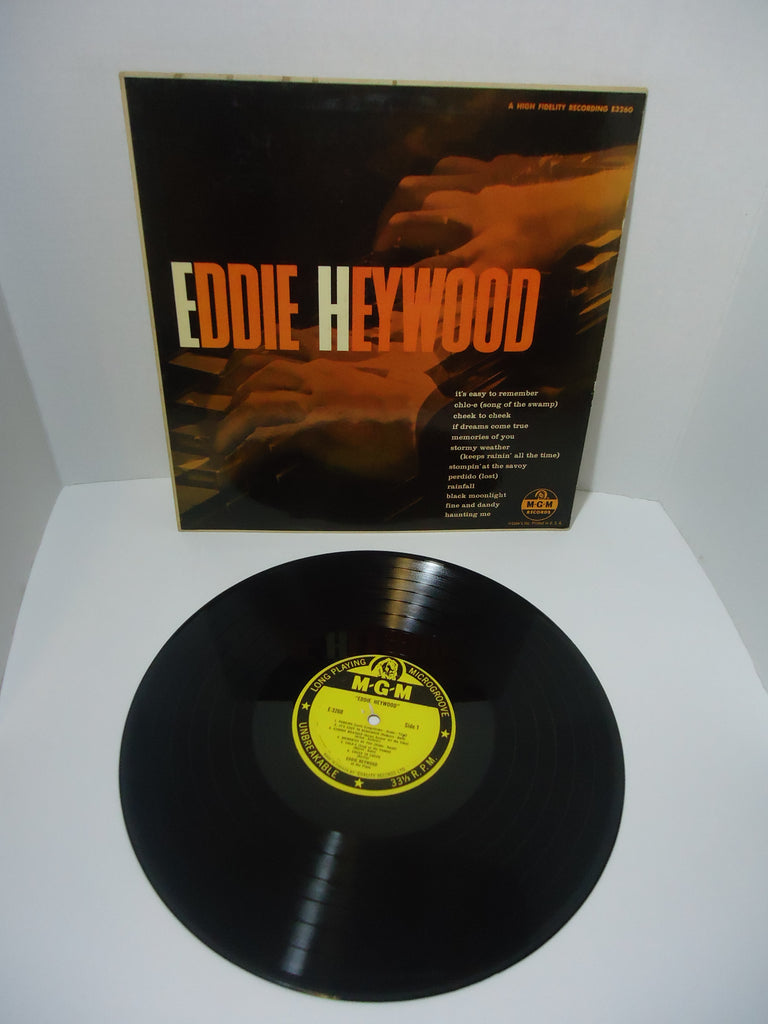 A HIGH FIDELITY RECORDING E3260
EDDIE HEYWOOD
it's easy to remember
chlo-e (song of the swamp)
cheek to cheek
if dreams come true
memories of you
stormy weather
(keeps rainin' all the time)
stompin' at the savoy
perdido (lost)
rainfall
black moonlight
fine and dandy
haunting me
M-G-M
RECORDS
LONG PLAYING MICROGROOVE
M-G-M
"EDDIE HEYWOOD"
E-3260
Side 1
EDDIE HEYWOOD
UNBREAKABLE
33⅓ R.P.M.